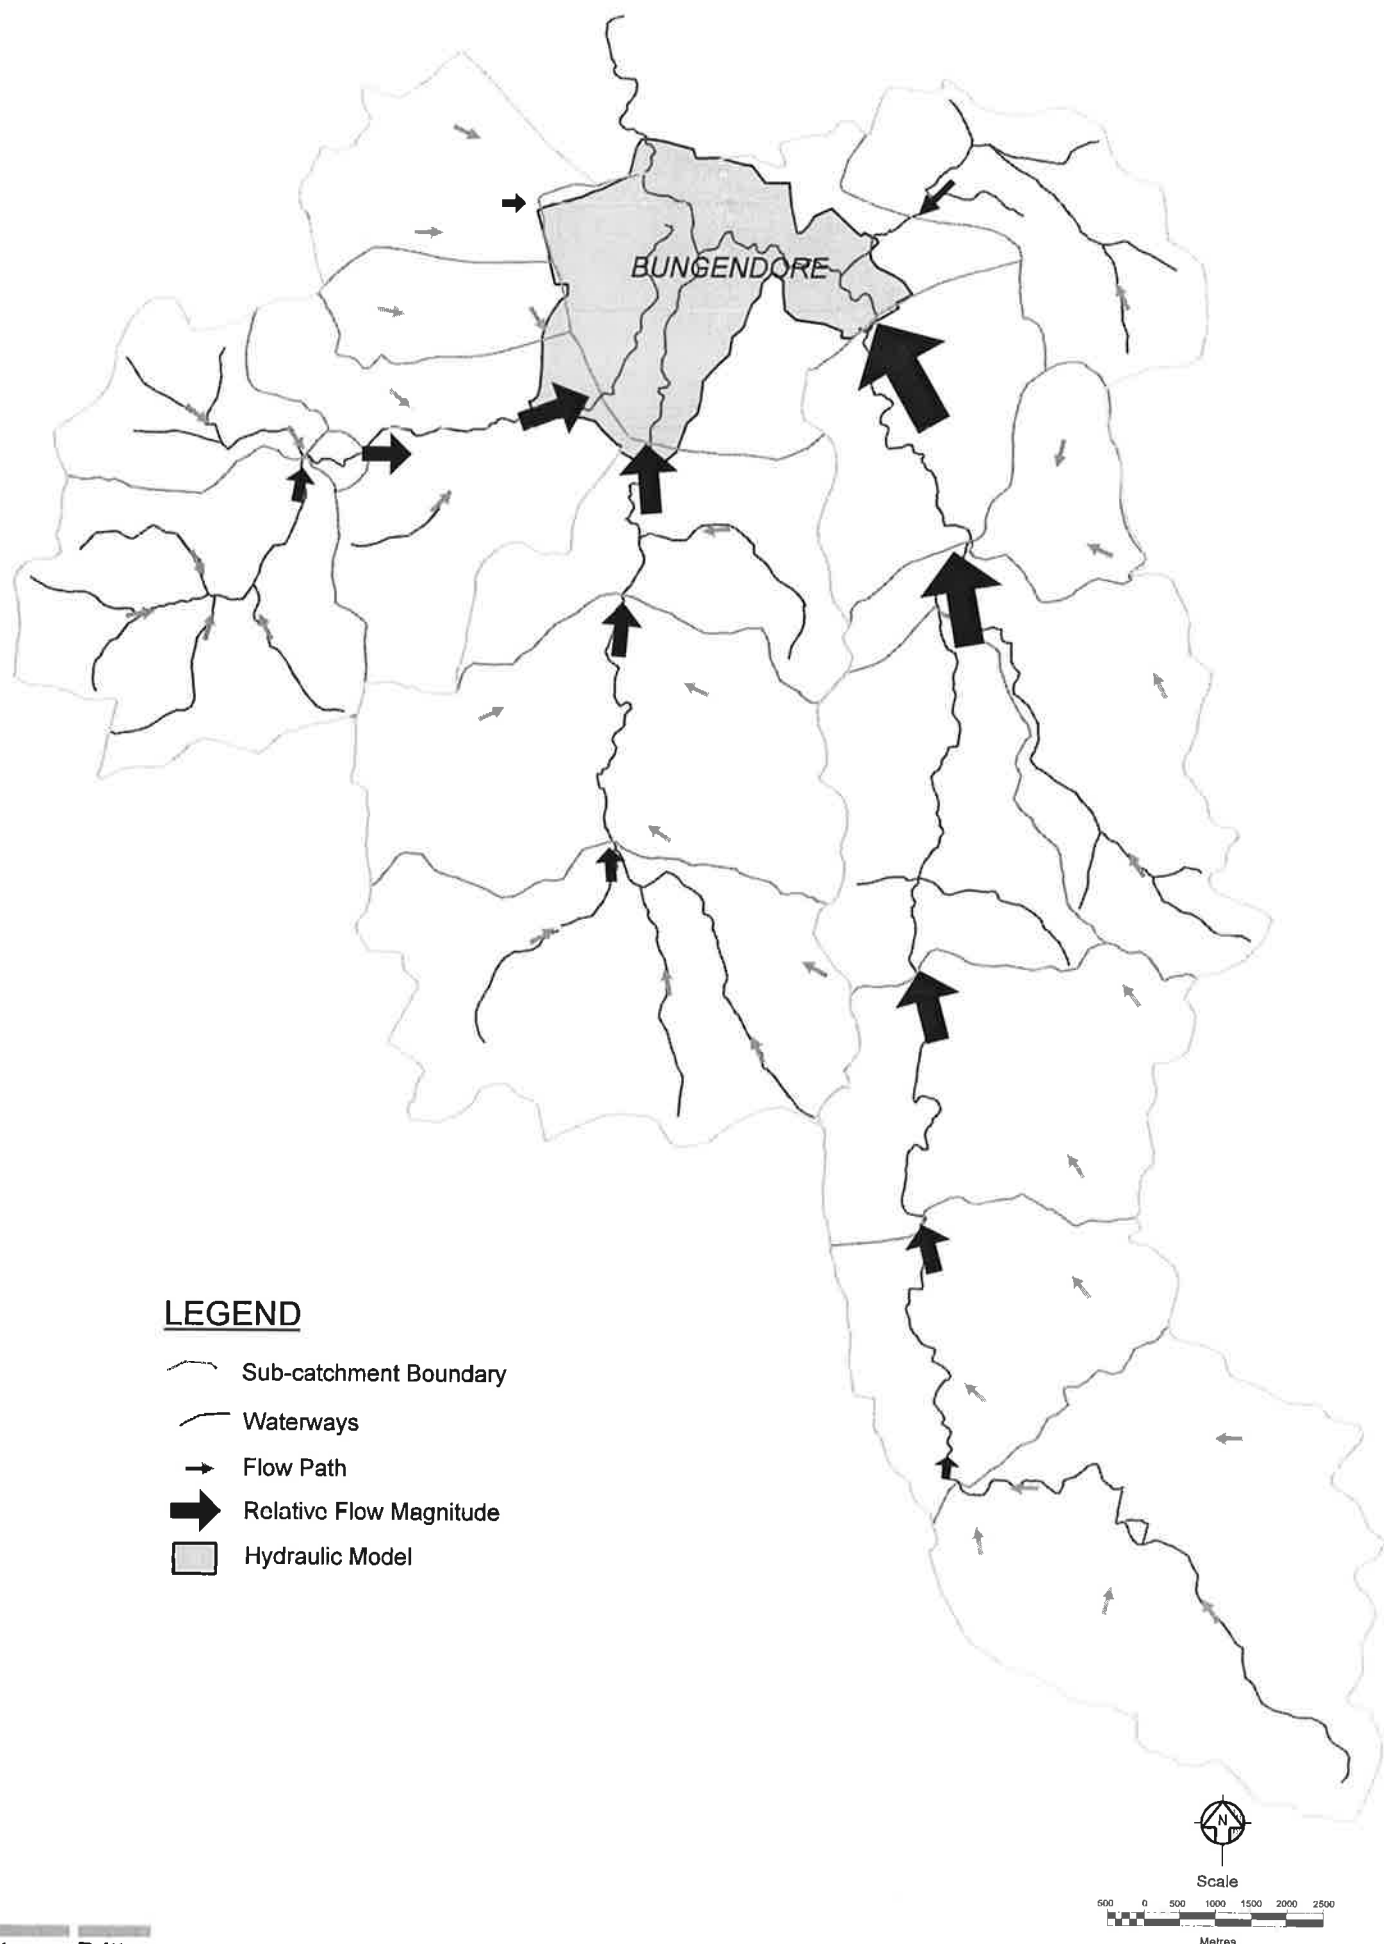 BUNGENDORE
LEGEND
Sub-catchment Boundary
Waterways
Flow Path
Relative Flow Magnitude
Hydraulic Model
N
Scale
500 0 500 1000 1500 2000 2500
Metres